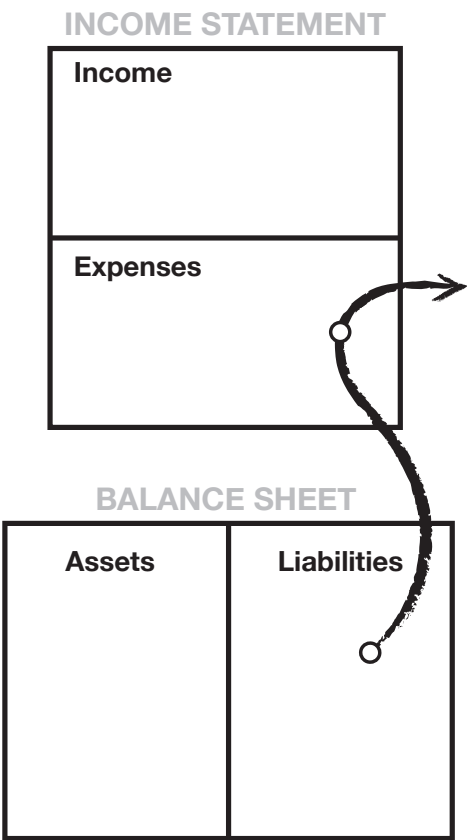 INCOME STATEMENT
Income
Expenses
BALANCE SHEET
Assets Liabilities